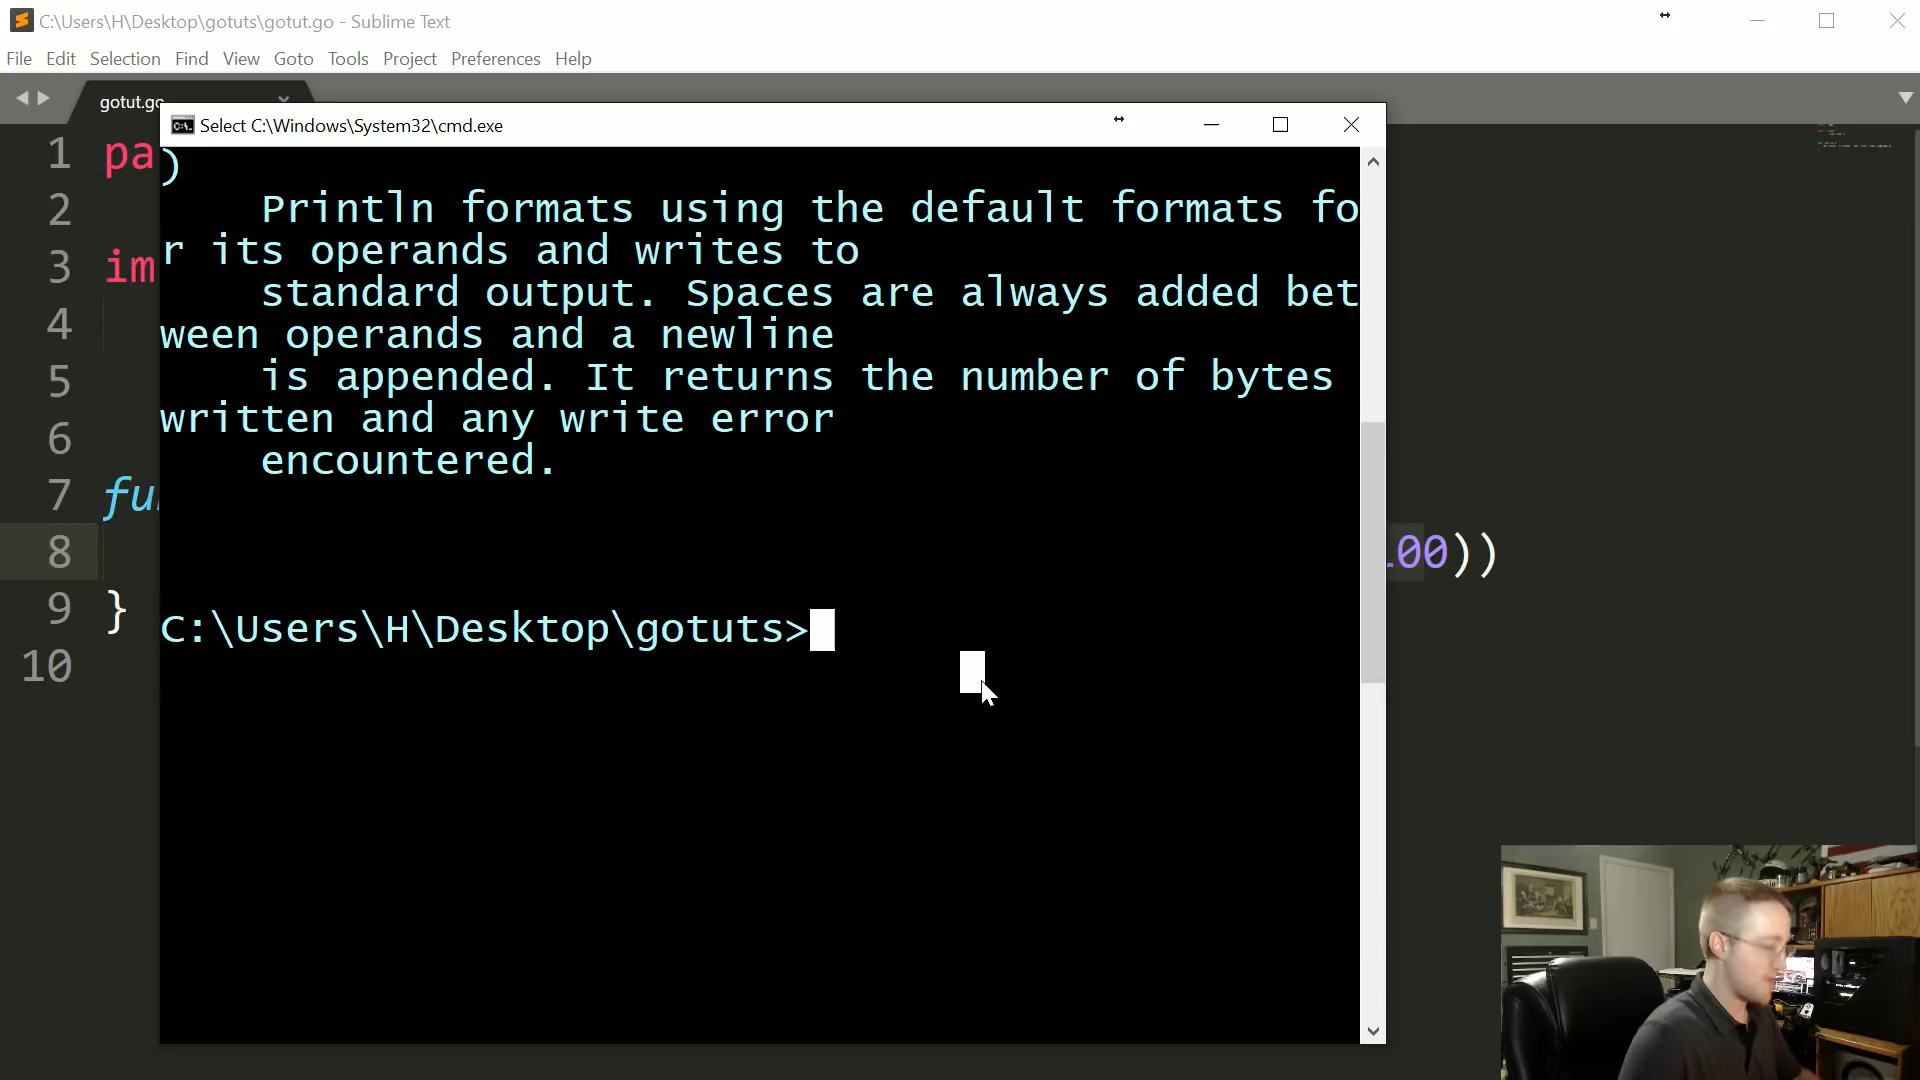 C:\Users\H\Desktop\gotuts\gotut.go - Sublime Text
File Edit Selection Find View Goto Tools Project Preferences Help
gotut.go
Select C:\Windows\System32\cmd.exe
1 pa
2
3 im
4
5
6
7 fu
8 100))
9 }
10
)
Println formats using the default formats fo
r its operands and writes to
standard output. Spaces are always added bet
ween operands and a newline
is appended. It returns the number of bytes
written and any write error
encountered.
C:\Users\H\Desktop\gotuts>